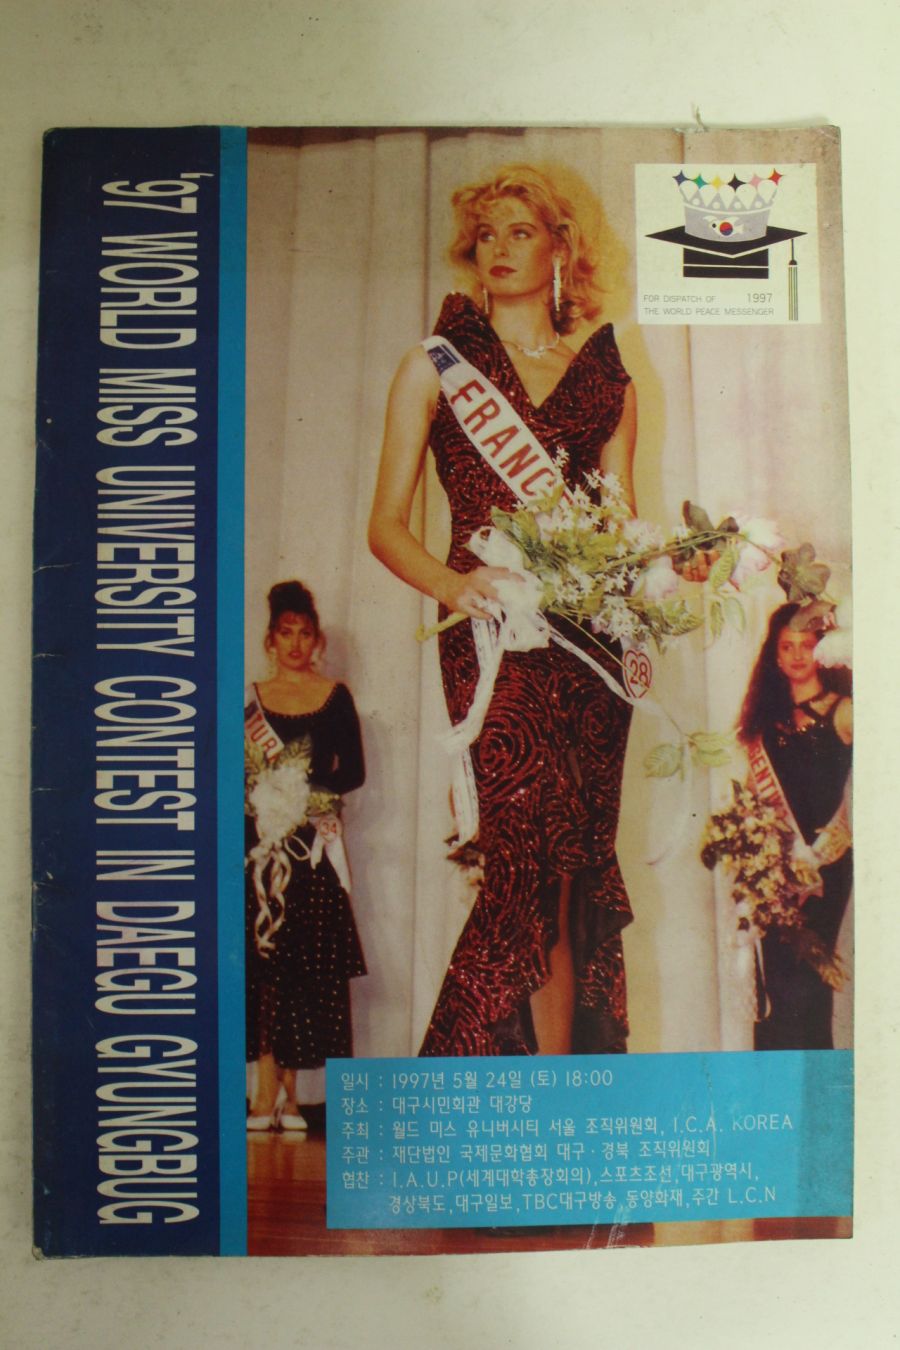 '97 WORLD MISS UNIVERSITY CONTEST IN DAEGU GYUNGBUG
FOR DISPATCH OF 1997
THE WORLD PEACE MESSENGER
FRANC
28
TUR
34
GENTI
일시 : 1997년 5월 24일 (토) 18:00
장소 : 대구시민회관 대강당
주최 : 월드 미스 유니버시티 서울 조직위원회, I.C.A. KOREA
주관 : 재단법인 국제문화협회 대구·경북 조직위원회
협찬 : I.A.U.P(세계대학총장회의), 스포츠조선, 대구광역시,
경상북도, 대구일보, TBC대구방송, 동양화재, 주간 L.C.N